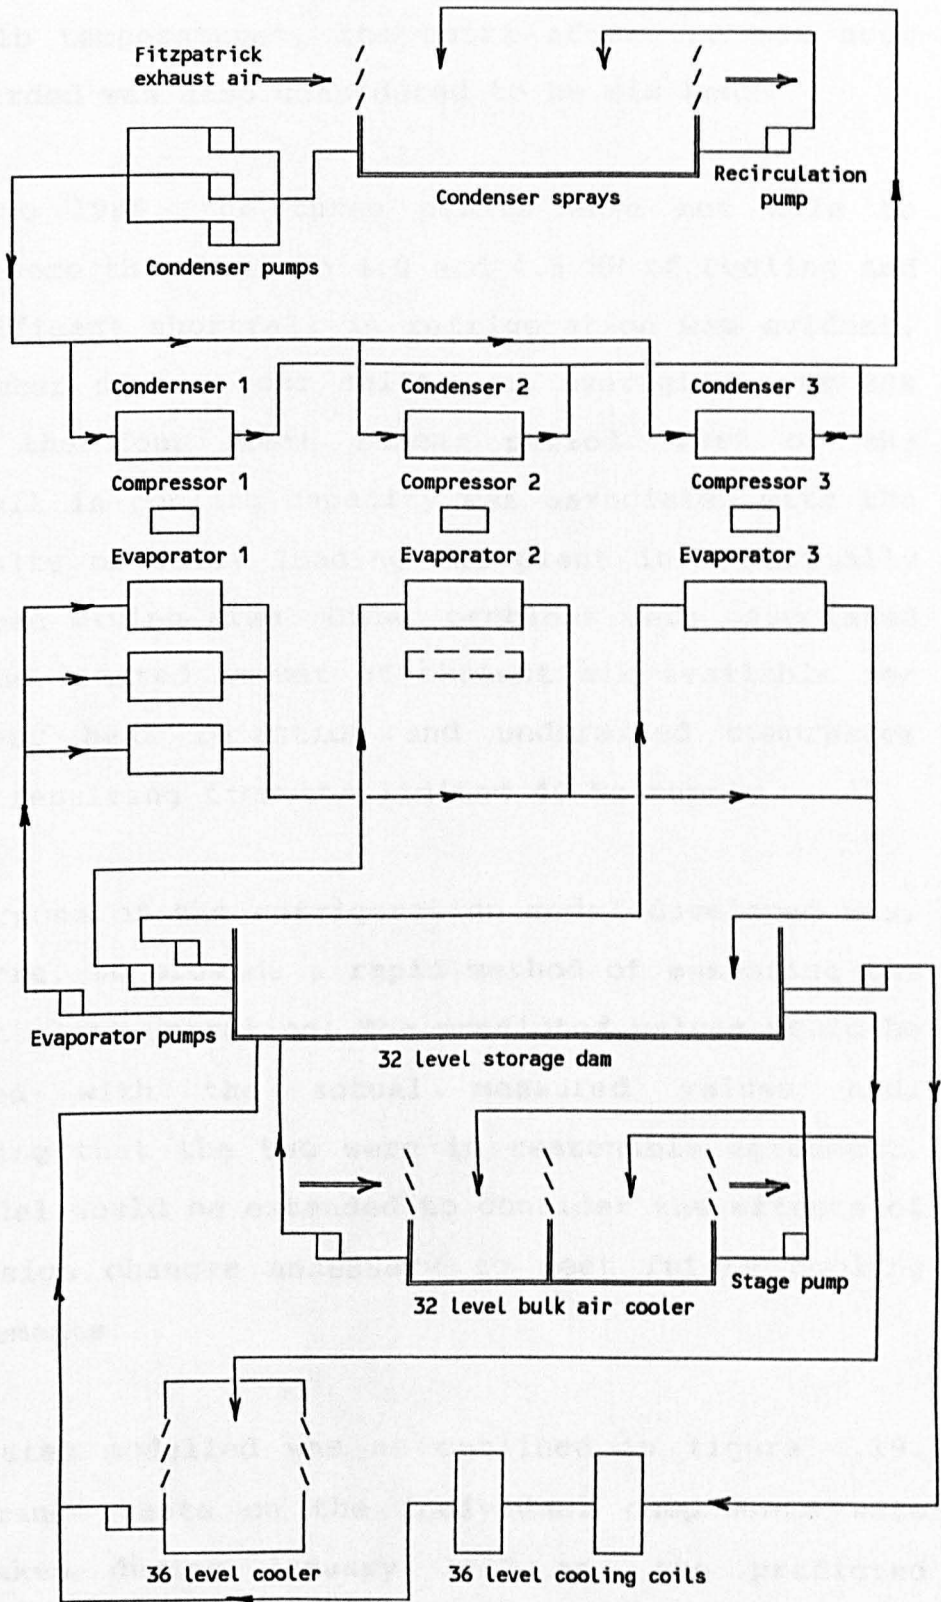 Fitzpatrick
exhaust air
Recirculation
pump
Condenser sprays
Condenser pumps
Condernser 1
Condenser 2
Condenser 3
Compressor 1
Compressor 2
Compressor 3
Evaporator 1
Evaporator 2
Evaporator 3
Evaporator pumps
32 level storage dam
Stage pump
32 level bulk air cooler
36 level cooler
36 level cooling coils